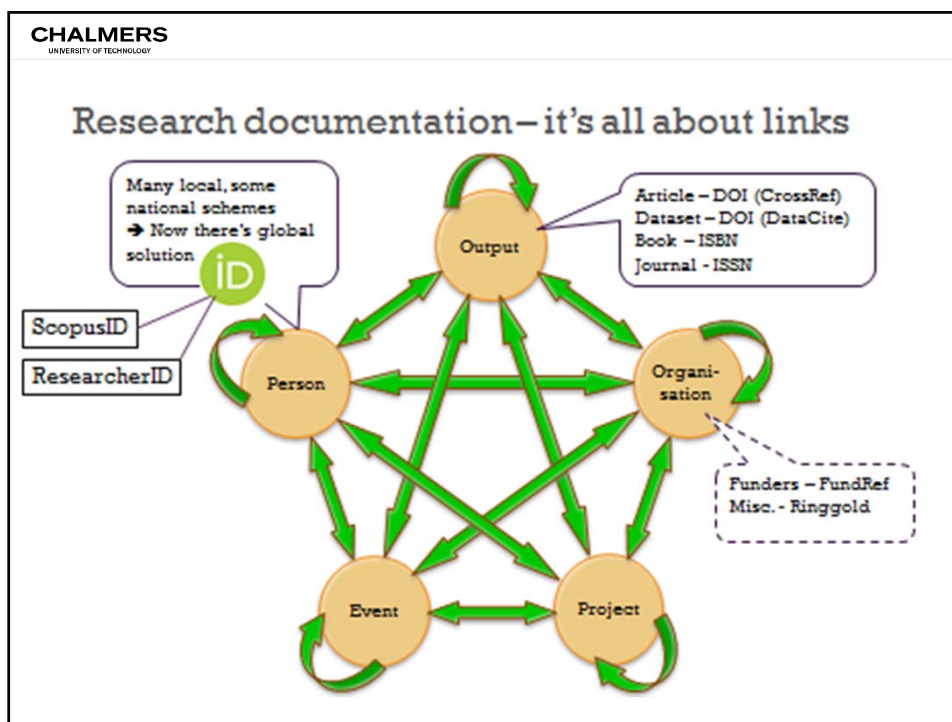 CHALMERS
UNIVERSITY OF TECHNOLOGY
Research documentation – it's all about links
Many local, some
national schemes
➔ Now there's global
solution
iD
ScopusID
ResearcherID
Article – DOI (CrossRef)
Dataset – DOI (DataCite)
Book – ISBN
Journal - ISSN
Output
Person
Organi-
sation
Funders – FundRef
Misc. - Ringgold
Event
Project